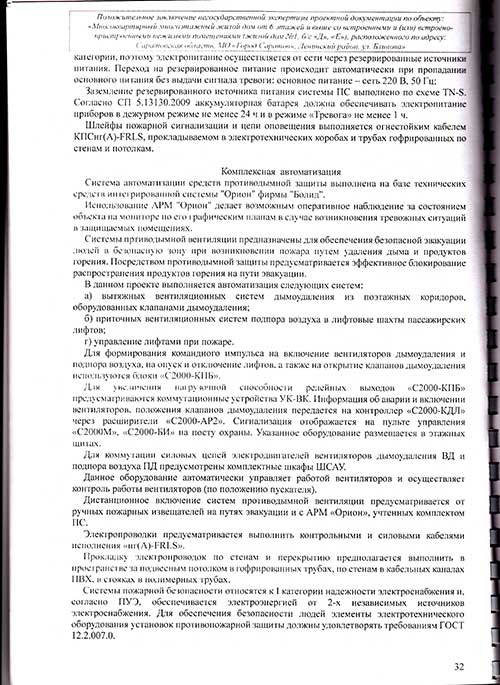 Положительное заключение негосударственной экспертизы проектной документации по объекту:
«Многоквартирный многоэтажный жилой дом от 6 этажей и выше со встроенными и (или) встроено-
пристроенными нежилыми помещениями (жилой дом №1, б/с «Д», «Е»), расположенного по адресу:
Саратовская область, МО «Город Саратов», Ленинский район, ул. Блинова»
категории, поэтому электропитание осуществляется от сети через резервированные источники
питания. Переход на резервированное питание происходит автоматически при пропадании
основного питания без выдачи сигнала тревоги: основное питание – сеть 220 В, 50 Гц;
Заземление резервированного источника питания системы ПС выполнено по схеме TN-S.
Согласно СП 5.13130.2009 аккумуляторная батарея должна обеспечивать электропитание
приборов в дежурном режиме не менее 24 ч и в режиме «Тревога» не менее 1 ч.
Шлейфы пожарной сигнализации и цепи оповещения выполняется огнестойким кабелем
КПСнг(А)-FRLS, прокладываемом в электротехнических коробах и трубах гофрированных по
стенам и потолкам.
Комплексная автоматизация
Система автоматизации средств противодымной защиты выполнена на базе технических
средств интегрированной системы "Орион" фирмы "Болид".
Использование АРМ "Орион" делает возможным оперативное наблюдение за состоянием
объекта на мониторе по его графическим планам в случае возникновения тревожных ситуаций
в защищаемых помещениях.
Системы противодымной вентиляции предназначены для обеспечения безопасной эвакуации
людей в безопасную зону при возникновении пожара путем удаления дыма и продуктов
горения. Посредством противодымной защиты предусматривается эффективное блокирование
распространения продуктов горения на пути эвакуации.
В данном проекте выполняется автоматизация следующих систем:
а) вытяжных вентиляционных систем дымоудаления из поэтажных коридоров,
оборудованных клапанами дымоудаления;
б) приточных вентиляционных систем подпора воздуха в лифтовые шахты пассажирских
лифтов;
г) управление лифтами при пожаре.
Для формирования командного импульса на включение вентиляторов дымоудаления и
подпора воздуха, на опуск и отключение лифтов, а также на открытие клапанов дымоудаления
используются блоки «С2000-КПБ».
Для увеличения нагрузочной способности релейных выходов «С2000-КПБ»
предусматриваются коммутационные устройства УК-ВК. Информация об аварии и включении
вентиляторов, положения клапанов дымоудаления передается на контроллер «С2000-КДЛ»
через расширители «С2000-АР2». Сигнализация отображается на пульте управления
«С2000М», «С2000-БИ» на посту охраны. Указанное оборудование размещается в этажных
щитах.
Для коммутации силовых цепей электродвигателей вентиляторов дымоудаления ВД и
подпора воздуха ПД предусмотрены комплектные шкафы ШСАУ.
Данное оборудование автоматически управляет работой вентиляторов и осуществляет
контроль работы вентиляторов (по положению пускателя).
Дистанционное включение систем противодымной вентиляции предусматривается от
ручных пожарных извещателей на путях эвакуации и с АРМ «Орион», учтенных комплектом
ПС.
Электропроводки предусматривается выполнить контрольными и силовыми кабелями
исполнения «нг(А)-FRLS».
Прокладку электропроводок по стенам и перекрытию предполагается выполнить в
пространстве за подвесным потолком в гофрированных трубах, по стенам в кабельных каналах
ПВХ, в стояках в полимерных трубах.
Системы пожарной безопасности относятся к I категории надежности электроснабжения и,
согласно ПУЭ, обеспечивается электроэнергией от 2-х независимых источников
электроснабжения. Для обеспечения безопасности людей элементы электротехнического
оборудования установок противопожарной защиты должны удовлетворять требованиям ГОСТ
12.2.007.0.
32